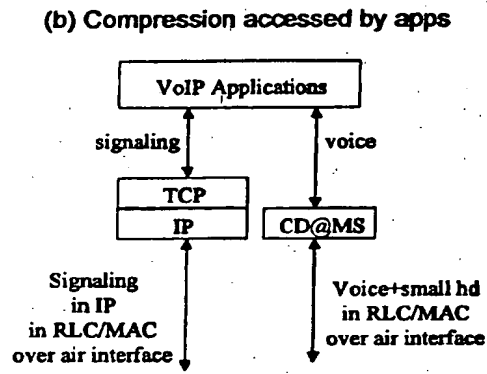 (b) Compression accessed by apps
VoIP Applications
signaling
voice
TCP
IP
CD@MS
Signaling
in IP
in RLC/MAC
over air interface
Voice+small hd
in RLC/MAC
over air interface